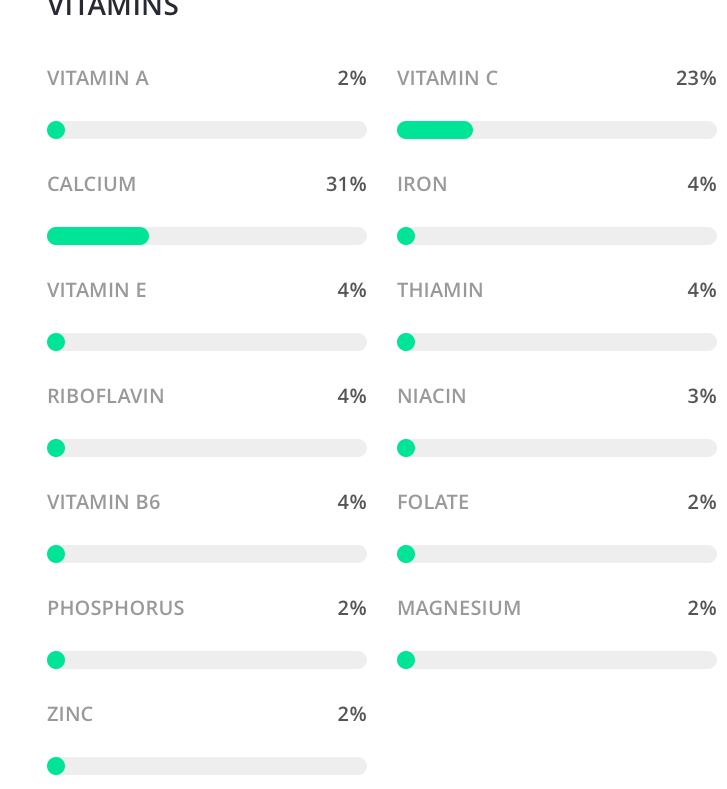 VITAMINS
VITAMIN A 2%
VITAMIN C 23%
CALCIUM 31%
IRON 4%
VITAMIN E 4%
THIAMIN 4%
RIBOFLAVIN 4%
NIACIN 3%
VITAMIN B6 4%
FOLATE 2%
PHOSPHORUS 2%
MAGNESIUM 2%
ZINC 2%